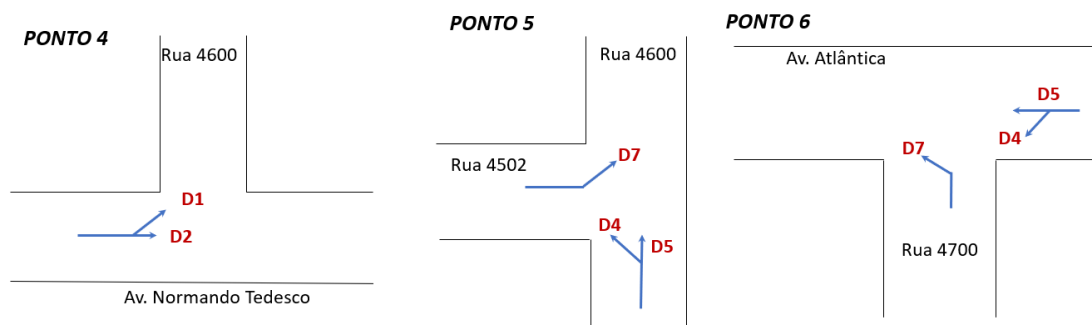 PONTO 4
Rua 4600
D1
D2
Av. Normando Tedesco
PONTO 5
Rua 4600
Rua 4502
D7
D4
D5
PONTO 6
Av. Atlântica
D5
D4
D7
Rua 4700